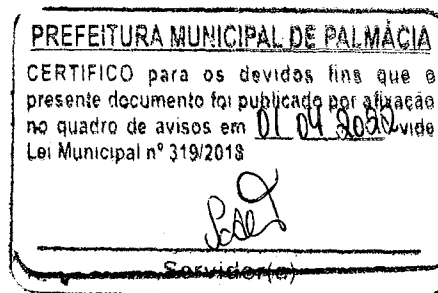 PREFEITURA MUNICIPAL DE PALMÁCIA
CERTIFICO para os devidos fins que o
presente documento foi publicado por afixação
no quadro de avisos em 01 04 vide
Lei Municipal nº 319/2018
Servidor(a)